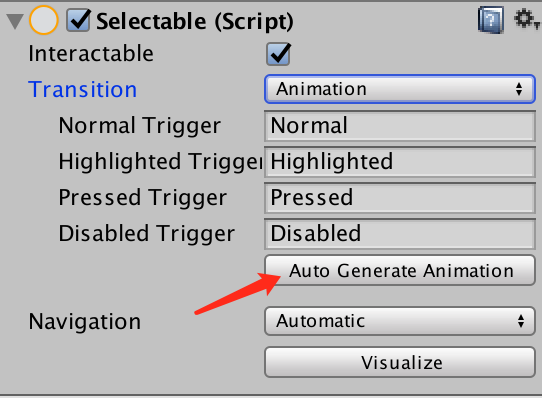 Selectable (Script)
Interactable
Transition Animation
Normal Trigger Normal
Highlighted Trigger Highlighted
Pressed Trigger Pressed
Disabled Trigger Disabled
Auto Generate Animation
Navigation Automatic
Visualize